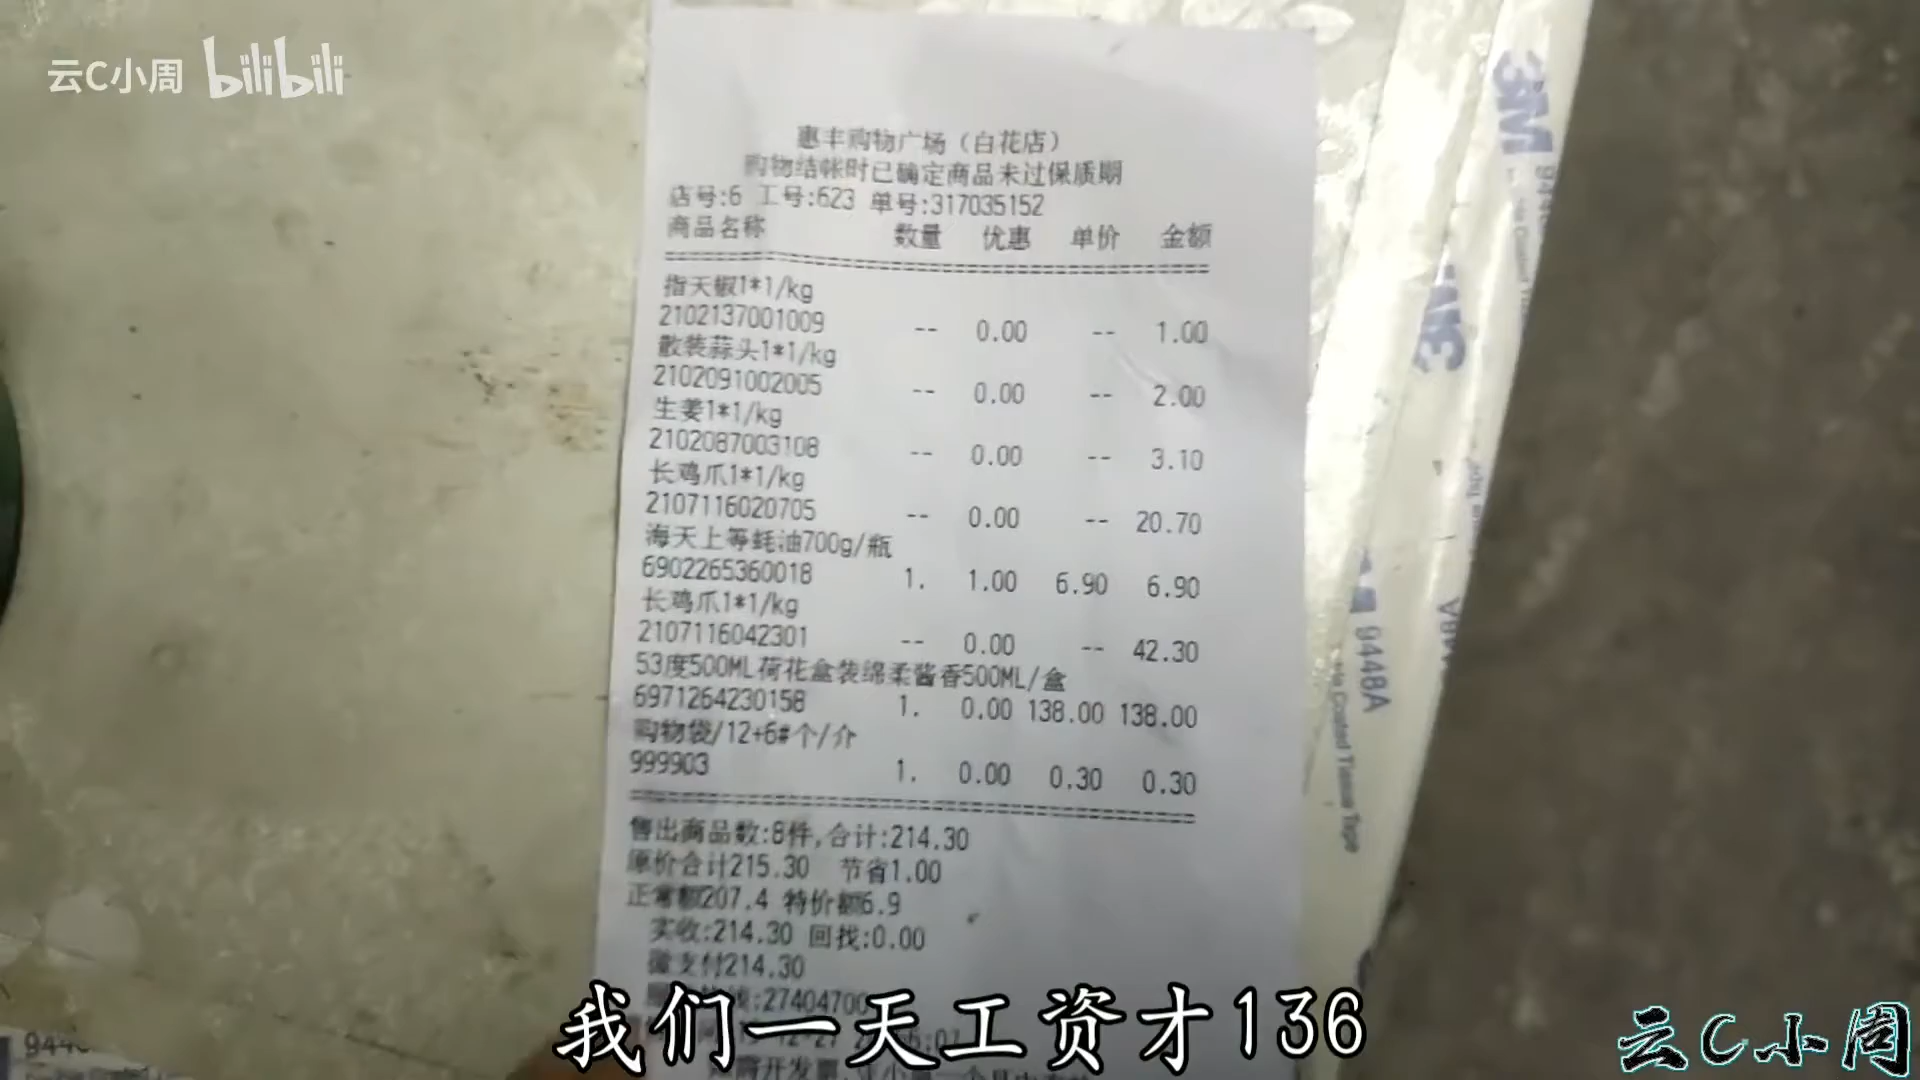 云C小周 bilibili
惠丰购物广场（白花店）
购物结帐时已确定商品未过保质期
店号:6 工号:623 单号:317035152
商品名称 数量 优惠 单价 金额
指天椒1*1/kg
2102137001009 -- 0.00 -- 1.00
散装蒜头1*1/kg
2102091002005 -- 0.00 -- 2.00
生姜1*1/kg
2102087003108 -- 0.00 -- 3.10
长鸡爪1*1/kg
2107116020705 -- 0.00 -- 20.70
海天上等蚝油700g/瓶
6902265360018 1. 1.00 6.90 6.90
长鸡爪1*1/kg
2107116042301 -- 0.00 -- 42.30
53度500ML荷花盒装绵柔酱香500ML/盒
6971264230158 1. 0.00 138.00 138.00
购物袋/12+6#个/介
999903 1. 0.00 0.30 0.30
售出商品数:8件,合计:214.30
原价合计215.30 节省1.00
正常额207.4 特价额6.9
实收:214.30 回找:0.00
微支付214.30
:27404700
3M
9448A
Coated Tissue Tape
我们一天工资才136
云C小周